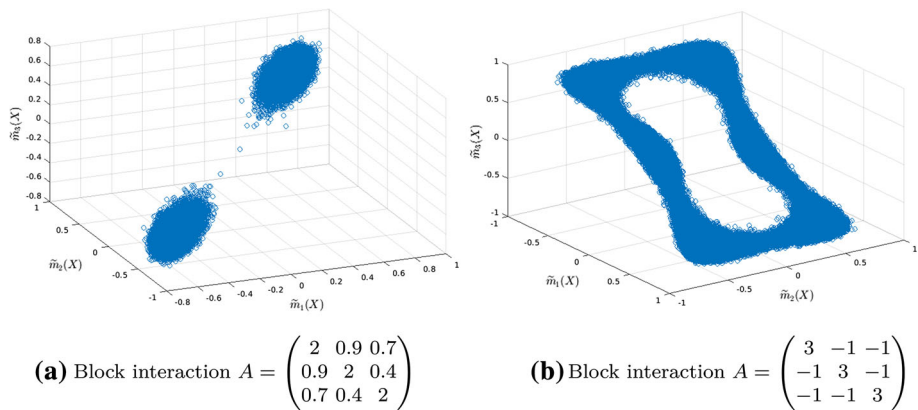 0.8
0.6
0.4
0.2
0
-0.2
-0.4
-0.6
-0.8
m̃₃(X)
1
0.5
0
-0.5
-1
m̃₂(X)
-0.8 -0.6 -0.4 -0.2 0 0.2 0.4 0.6 0.8 1
m̃₁(X)
1
0.5
0
-0.5
-1
m̃₃(X)
-1
-0.5
0
0.5
1
m̃₁(X)
-1 -0.5 0 0.5 1
m̃₂(X)
(a) Block interaction A = ( 2 0.9 0.7
0.9 2 0.4
0.7 0.4 2 )
(b) Block interaction A = ( 3 −1 −1
−1 3 −1
−1 −1 3 )